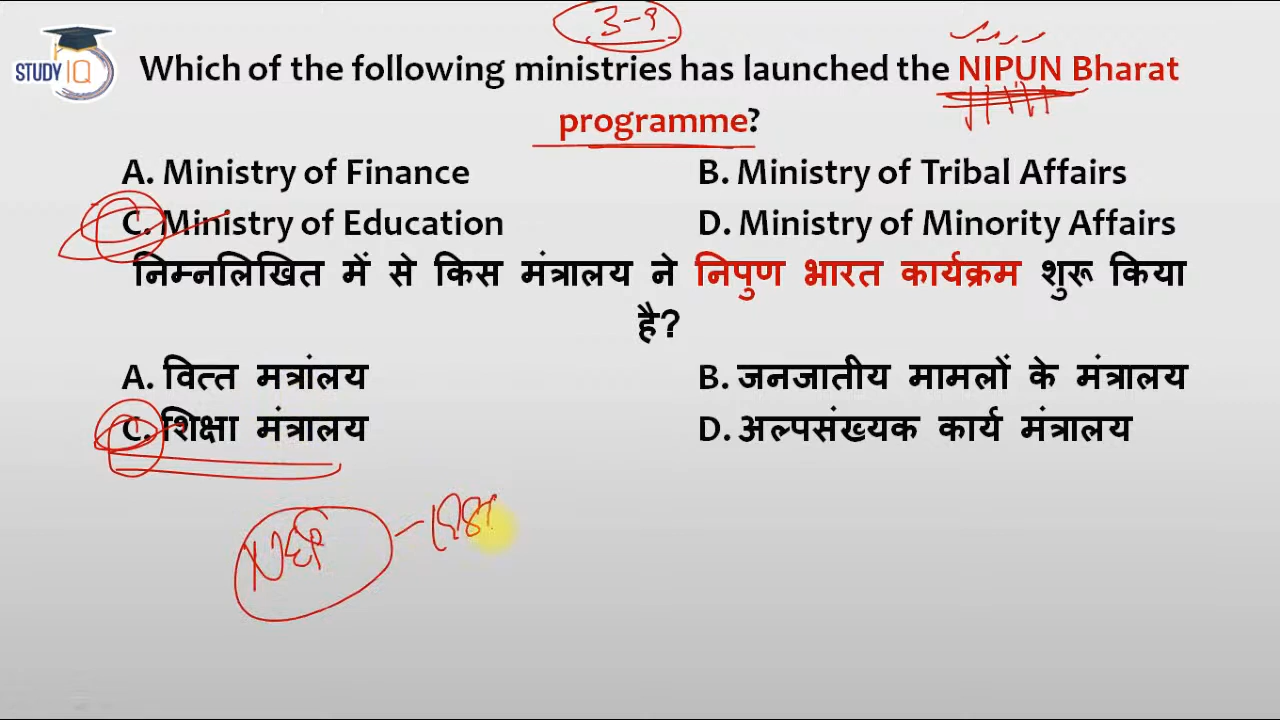 3-9
STUDY IQ
Which of the following ministries has launched the NIPUN Bharat
programme?
A. Ministry of Finance
B. Ministry of Tribal Affairs
C. Ministry of Education
D. Ministry of Minority Affairs
निम्नलिखित में से किस मंत्रालय ने निपुण भारत कार्यक्रम शुरू किया
है?
A. वित्त मत्रांलय
B. जनजातीय मामलों के मंत्रालय
C. शिक्षा मंत्रालय
D. अल्पसंख्यक कार्य मंत्रालय
NEP